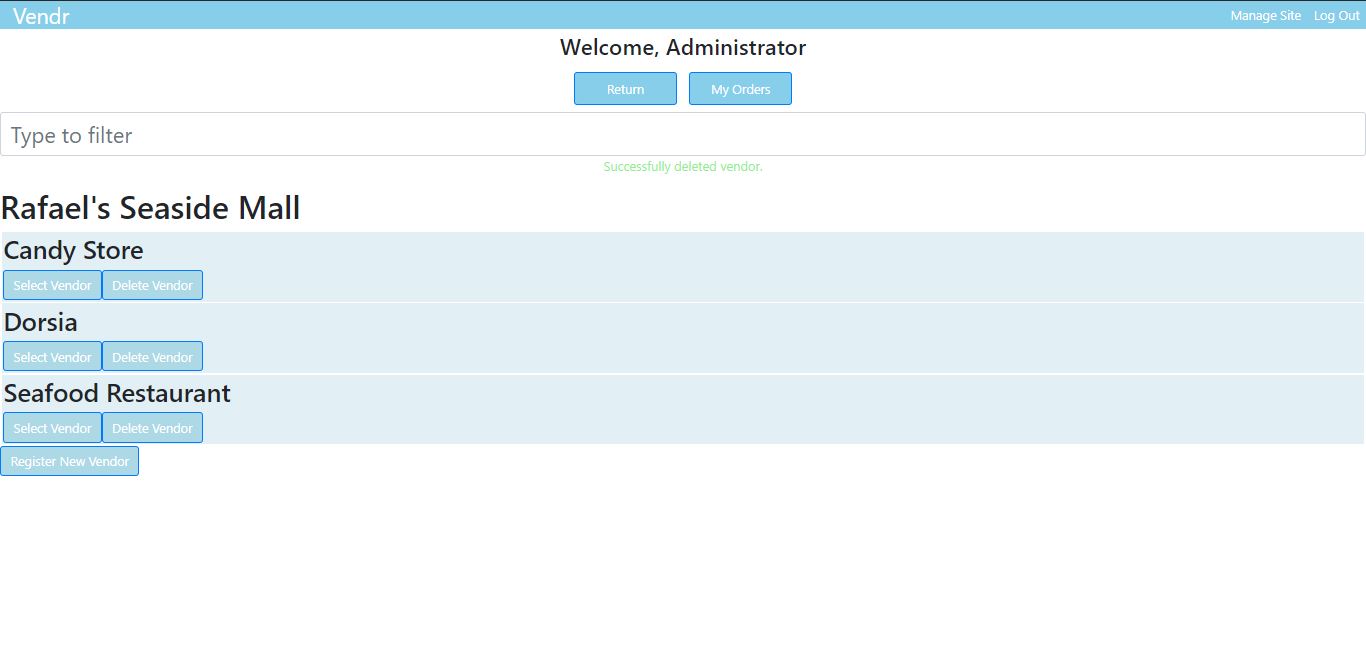 Vendr Manage Site Log Out
Welcome, Administrator
Return My Orders
Type to filter
Successfully deleted vendor.
Rafael's Seaside Mall
Candy Store
Select Vendor Delete Vendor
Dorsia
Select Vendor Delete Vendor
Seafood Restaurant
Select Vendor Delete Vendor
Register New Vendor